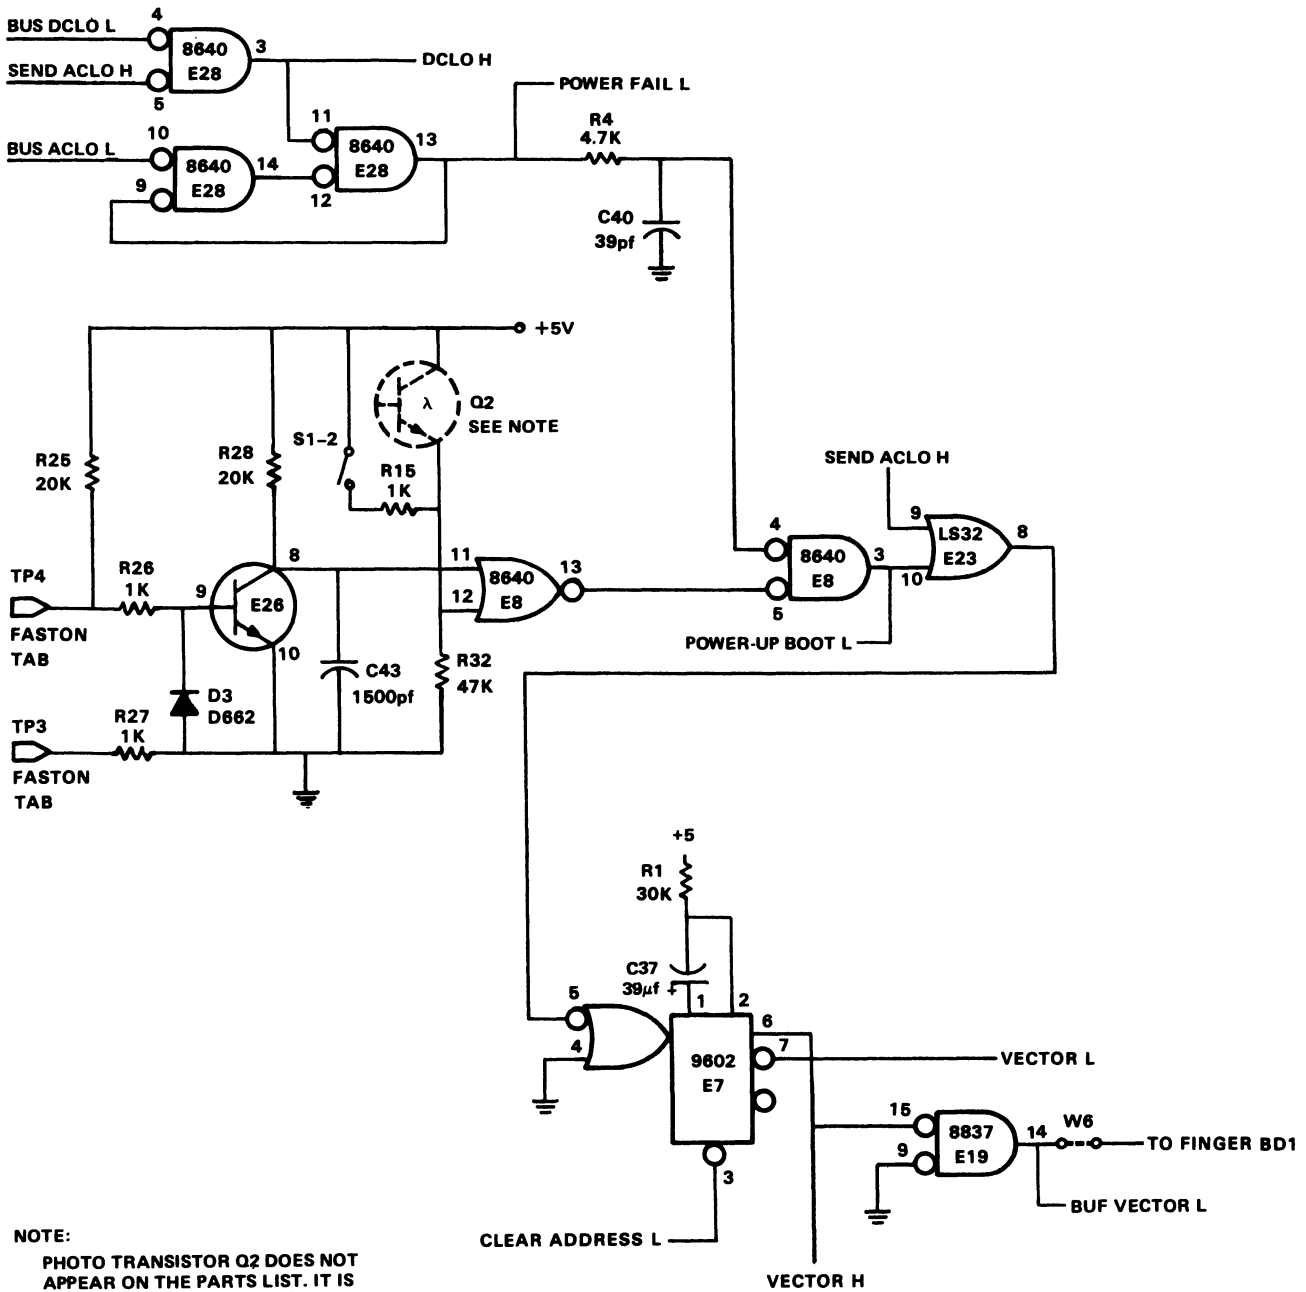 BUS DCLO L
4
8640
E28
3
DCLO H
SEND ACLO H
5
POWER FAIL L
11
R4
4.7K
10
BUS ACLO L
8640
E28
14
8640
E28
13
9
12
C40
39pf
+5V
λ
Q2
SEE NOTE
S1-2
R25
20K
R28
20K
R15
1K
SEND ACLO H
9
LS32
E23
8
4
8640
E8
3
10
8
11
8640
E8
13
5
TP4
R26
1K
9
E26
12
FASTON
TAB
10
POWER-UP BOOT L
C43
1500pf
R32
47K
D3
D662
TP3
R27
1K
FASTON
TAB
+5
R1
30K
C37
39µf +
1
2
5
6
4
9602
E7
7
VECTOR L
15
8837
E19
14
W6
TO FINGER BD1
9
3
BUF VECTOR L
CLEAR ADDRESS L
VECTOR H
NOTE:
PHOTO TRANSISTOR Q2 DOES NOT
APPEAR ON THE PARTS LIST. IT IS